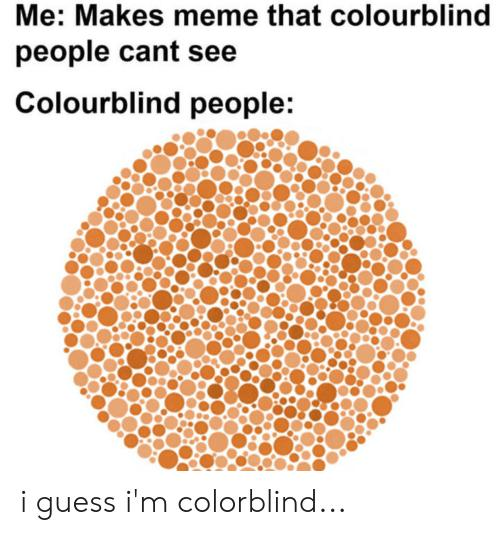 Me: Makes meme that colourblind
people cant see
Colourblind people:
i guess i'm colorblind...